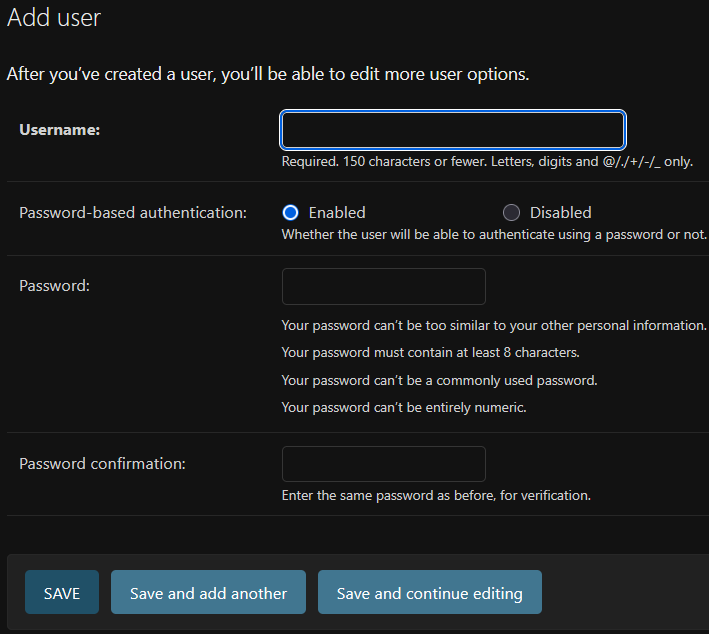 Add user
After you’ve created a user, you’ll be able to edit more user options.
Username:
Required. 150 characters or fewer. Letters, digits and @/./+/-/_ only.
Password-based authentication: Enabled Disabled
Whether the user will be able to authenticate using a password or not.
Password:
Your password can’t be too similar to your other personal information.
Your password must contain at least 8 characters.
Your password can’t be a commonly used password.
Your password can’t be entirely numeric.
Password confirmation:
Enter the same password as before, for verification.
SAVE Save and add another Save and continue editing